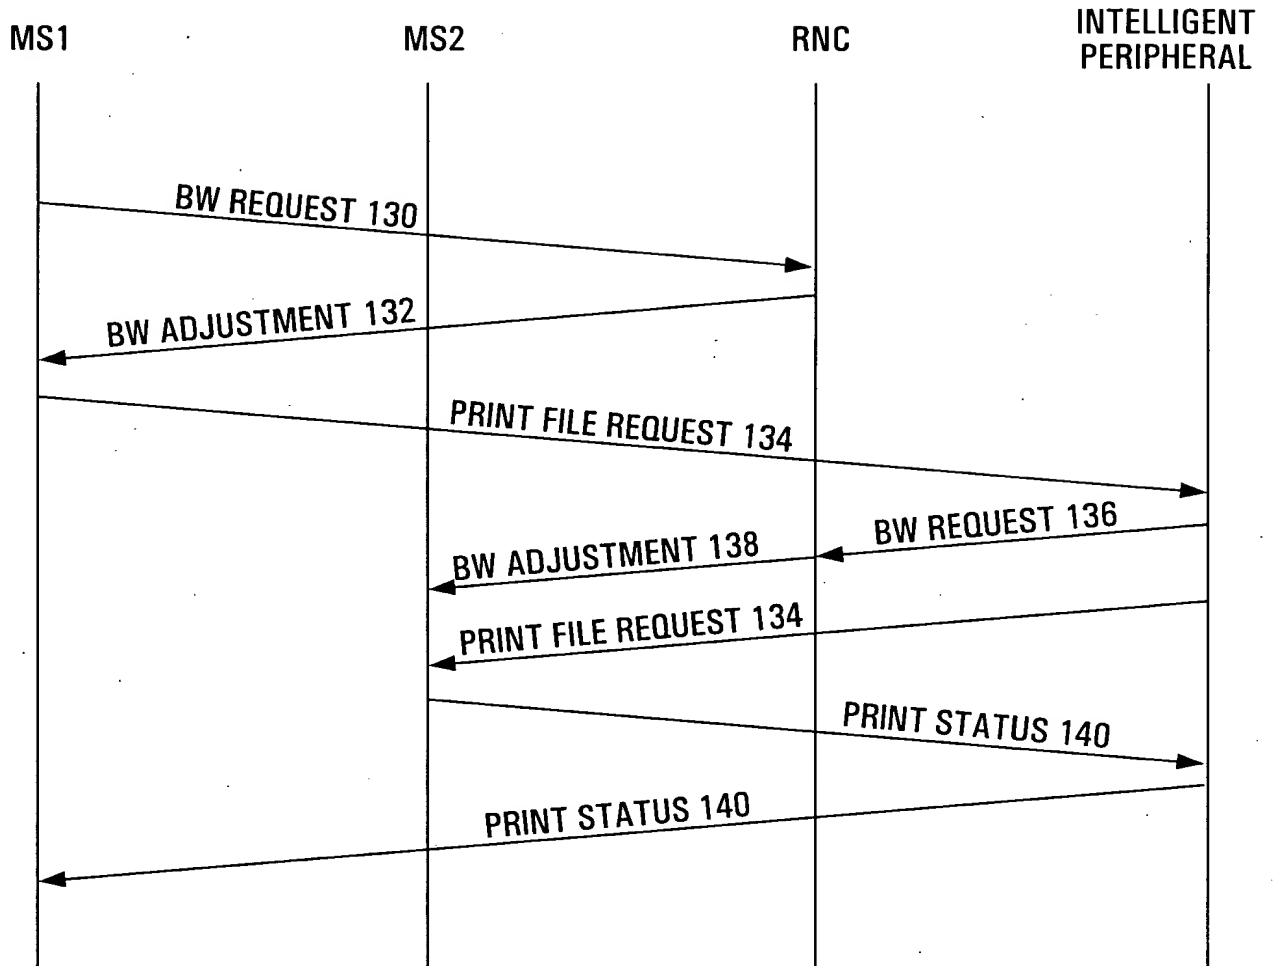 MS1
MS2
RNC
INTELLIGENT
PERIPHERAL
BW REQUEST 130
BW ADJUSTMENT 132
PRINT FILE REQUEST 134
BW REQUEST 136
BW ADJUSTMENT 138
PRINT FILE REQUEST 134
PRINT STATUS 140
PRINT STATUS 140